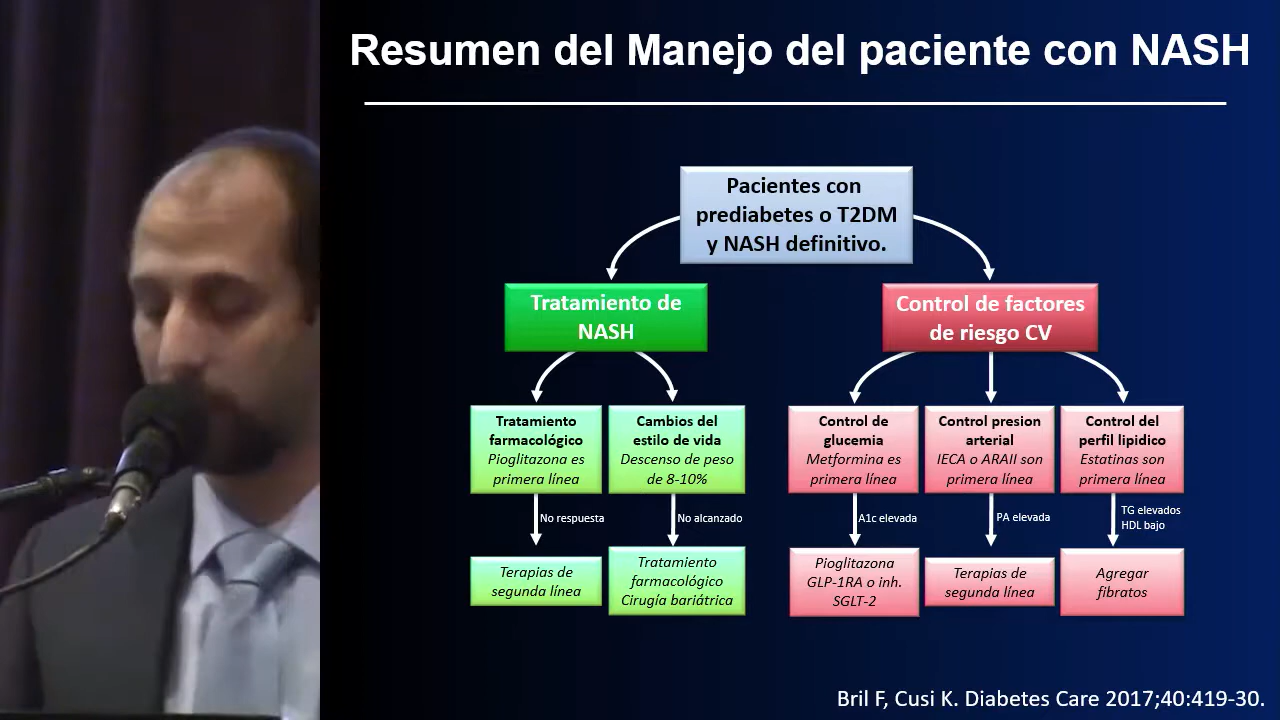 Resumen del Manejo del paciente con NASH
Pacientes con
prediabetes o T2DM
y NASH definitivo.
Tratamiento de
NASH
Control de factores
de riesgo CV
Tratamiento
farmacológico
Pioglitazona es
primera línea
Cambios del
estilo de vida
Descenso de peso
de 8-10%
Control de
glucemia
Metformina es
primera línea
Control presion
arterial
IECA o ARAII son
primera línea
Control del
perfil lipidico
Estatinas son
primera línea
No respuesta
No alcanzado
A1c elevada
PA elevada
TG elevados
HDL bajo
Terapias de
segunda línea
Tratamiento
farmacológico
Cirugía bariátrica
Pioglitazona
GLP-1RA o inh.
SGLT-2
Terapias de
segunda línea
Agregar
fibratos
Bril F, Cusi K. Diabetes Care 2017;40:419-30.